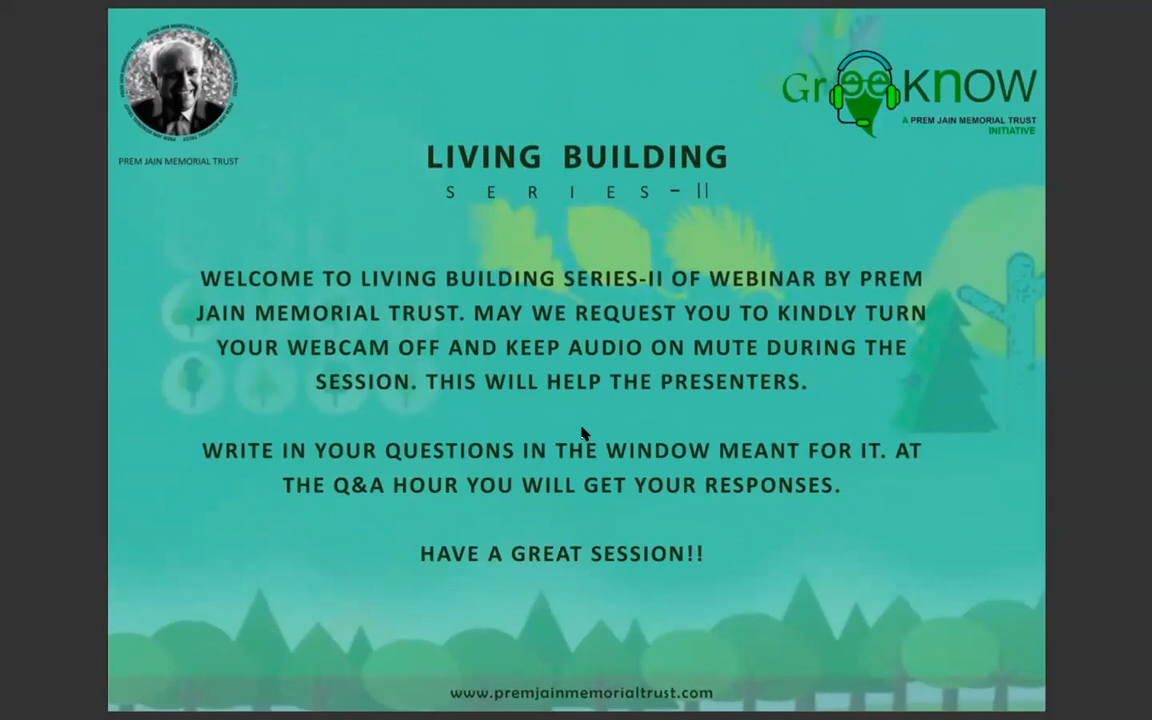 PREM JAIN MEMORIAL TRUST
GreeKnow
A PREM JAIN MEMORIAL TRUST
INITIATIVE
LIVING BUILDING
SERIES-II
WELCOME TO LIVING BUILDING SERIES-II OF WEBINAR BY PREM
JAIN MEMORIAL TRUST. MAY WE REQUEST YOU TO KINDLY TURN
YOUR WEBCAM OFF AND KEEP AUDIO ON MUTE DURING THE
SESSION. THIS WILL HELP THE PRESENTERS.
WRITE IN YOUR QUESTIONS IN THE WINDOW MEANT FOR IT. AT
THE Q&A HOUR YOU WILL GET YOUR RESPONSES.
HAVE A GREAT SESSION!!
www.premjainmemorialtrust.com